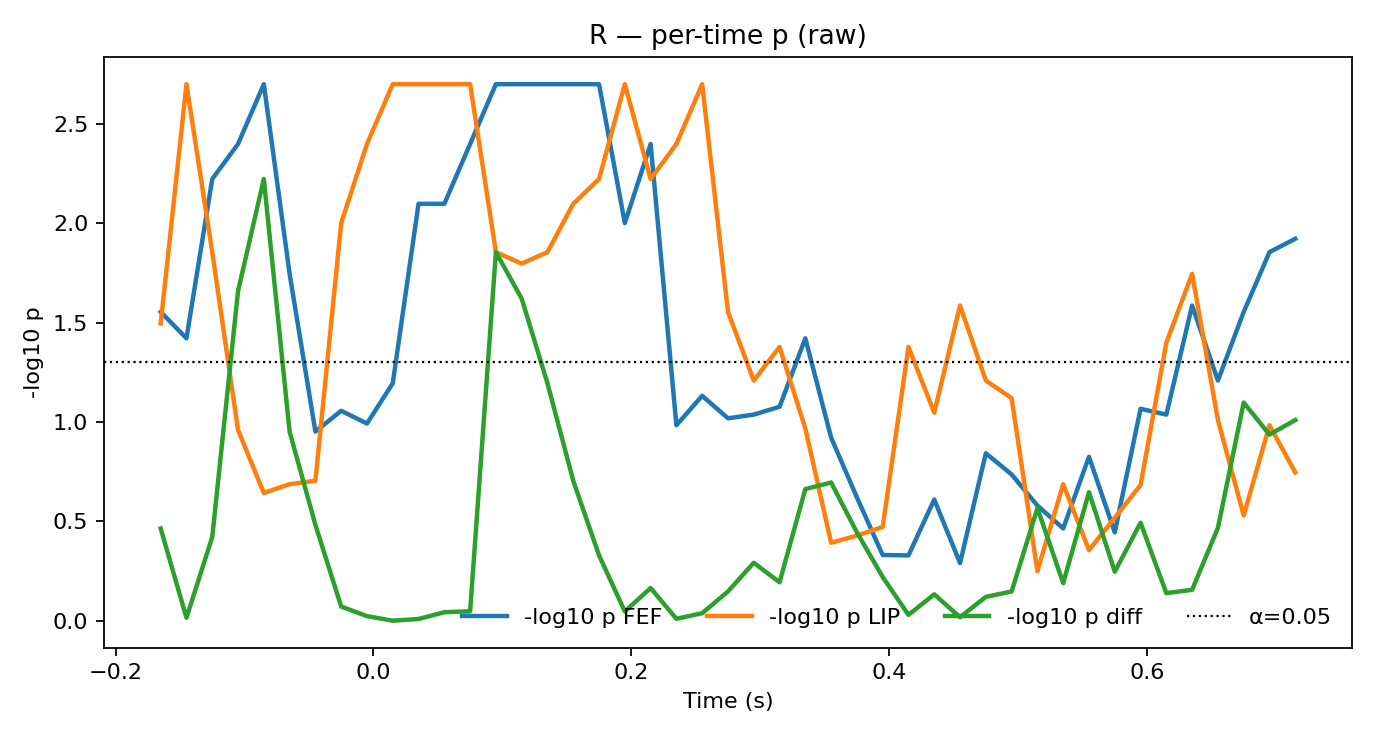 R — per-time p (raw)
-log10 p
2.5
2.0
1.5
1.0
0.5
0.0
-log10 p FEF
-log10 p LIP
-log10 p diff
α=0.05
−0.2
0.0
0.2
0.4
0.6
Time (s)